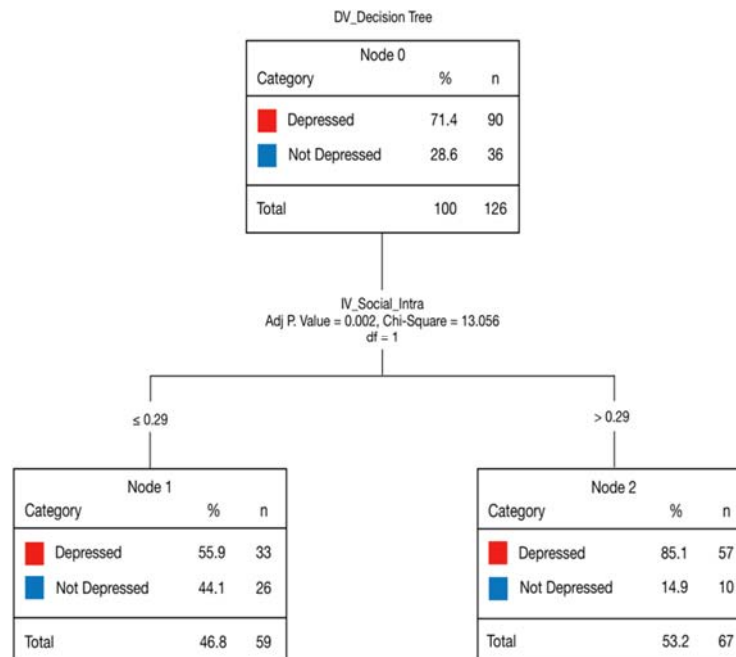 DV_Decision Tree
Node 0
Category % n
Depressed 71.4 90
Not Depressed 28.6 36
Total 100 126
IV_Social_Intra
Adj P. Value = 0.002, Chi-Square = 13.056
df = 1
≤ 0.29
> 0.29
Node 1
Category % n
Depressed 55.9 33
Not Depressed 44.1 26
Total 46.8 59
Node 2
Category % n
Depressed 85.1 57
Not Depressed 14.9 10
Total 53.2 67